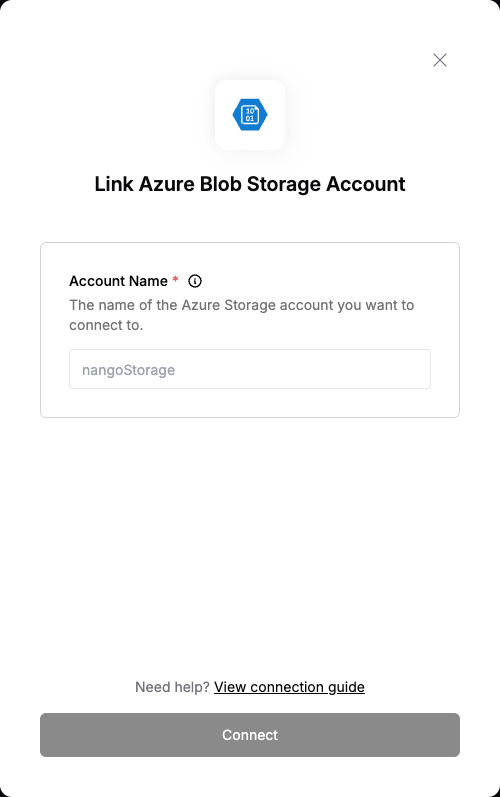 10
01
Link Azure Blob Storage Account
Account Name *
The name of the Azure Storage account you want to
connect to.
nangoStorage
Need help? View connection guide
Connect